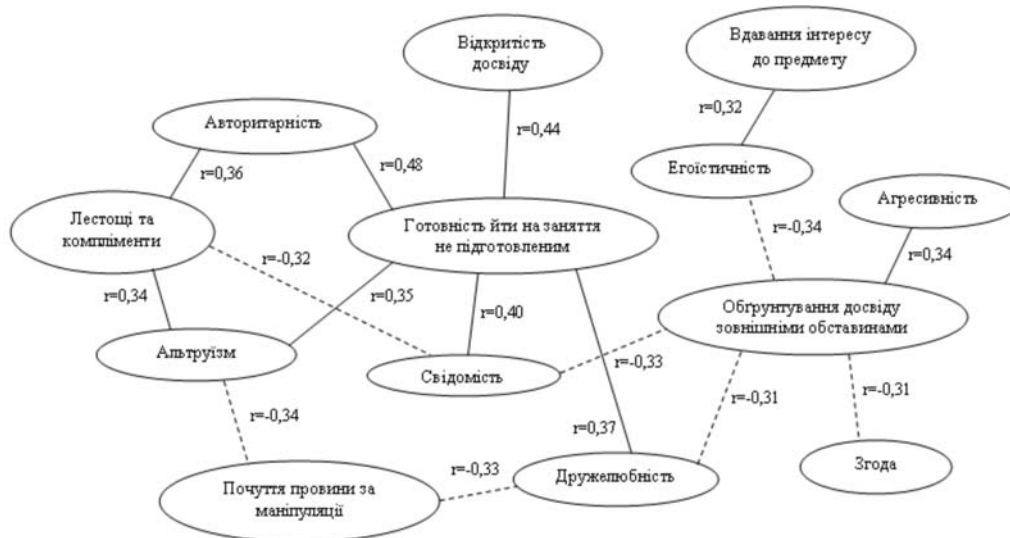 Відкритість
досвіду
Вдавання інтересу
до предмету
r=0,32
Авторитарність
r=0,44
r=0,36
r=0,48
Егоїстичність
Агресивність
Лестощі та
компліменти
Готовність йти на заняття
не підготовленим
r=-0,34
r=-0,32
r=0,34
r=0,34
r=0,35
r=0,40
Обґрунтування досвіду
зовнішніми обставинами
Альтруїзм
Свідомість
r=-0,33
r=-0,31
r=-0,31
r=-0,34
r=0,37
r=-0,33
Дружелюбність
Згода
Почуття провини за
маніпуляції